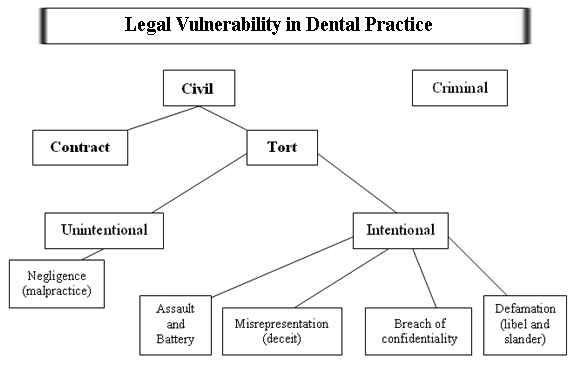 Legal Vulnerability in Dental Practice
Civil
Criminal
Contract
Tort
Unintentional
Intentional
Negligence
(malpractice)
Assault
and
Battery
Misrepresentation
(deceit)
Breach of
confidentiality
Defamation
(libel and
slander)